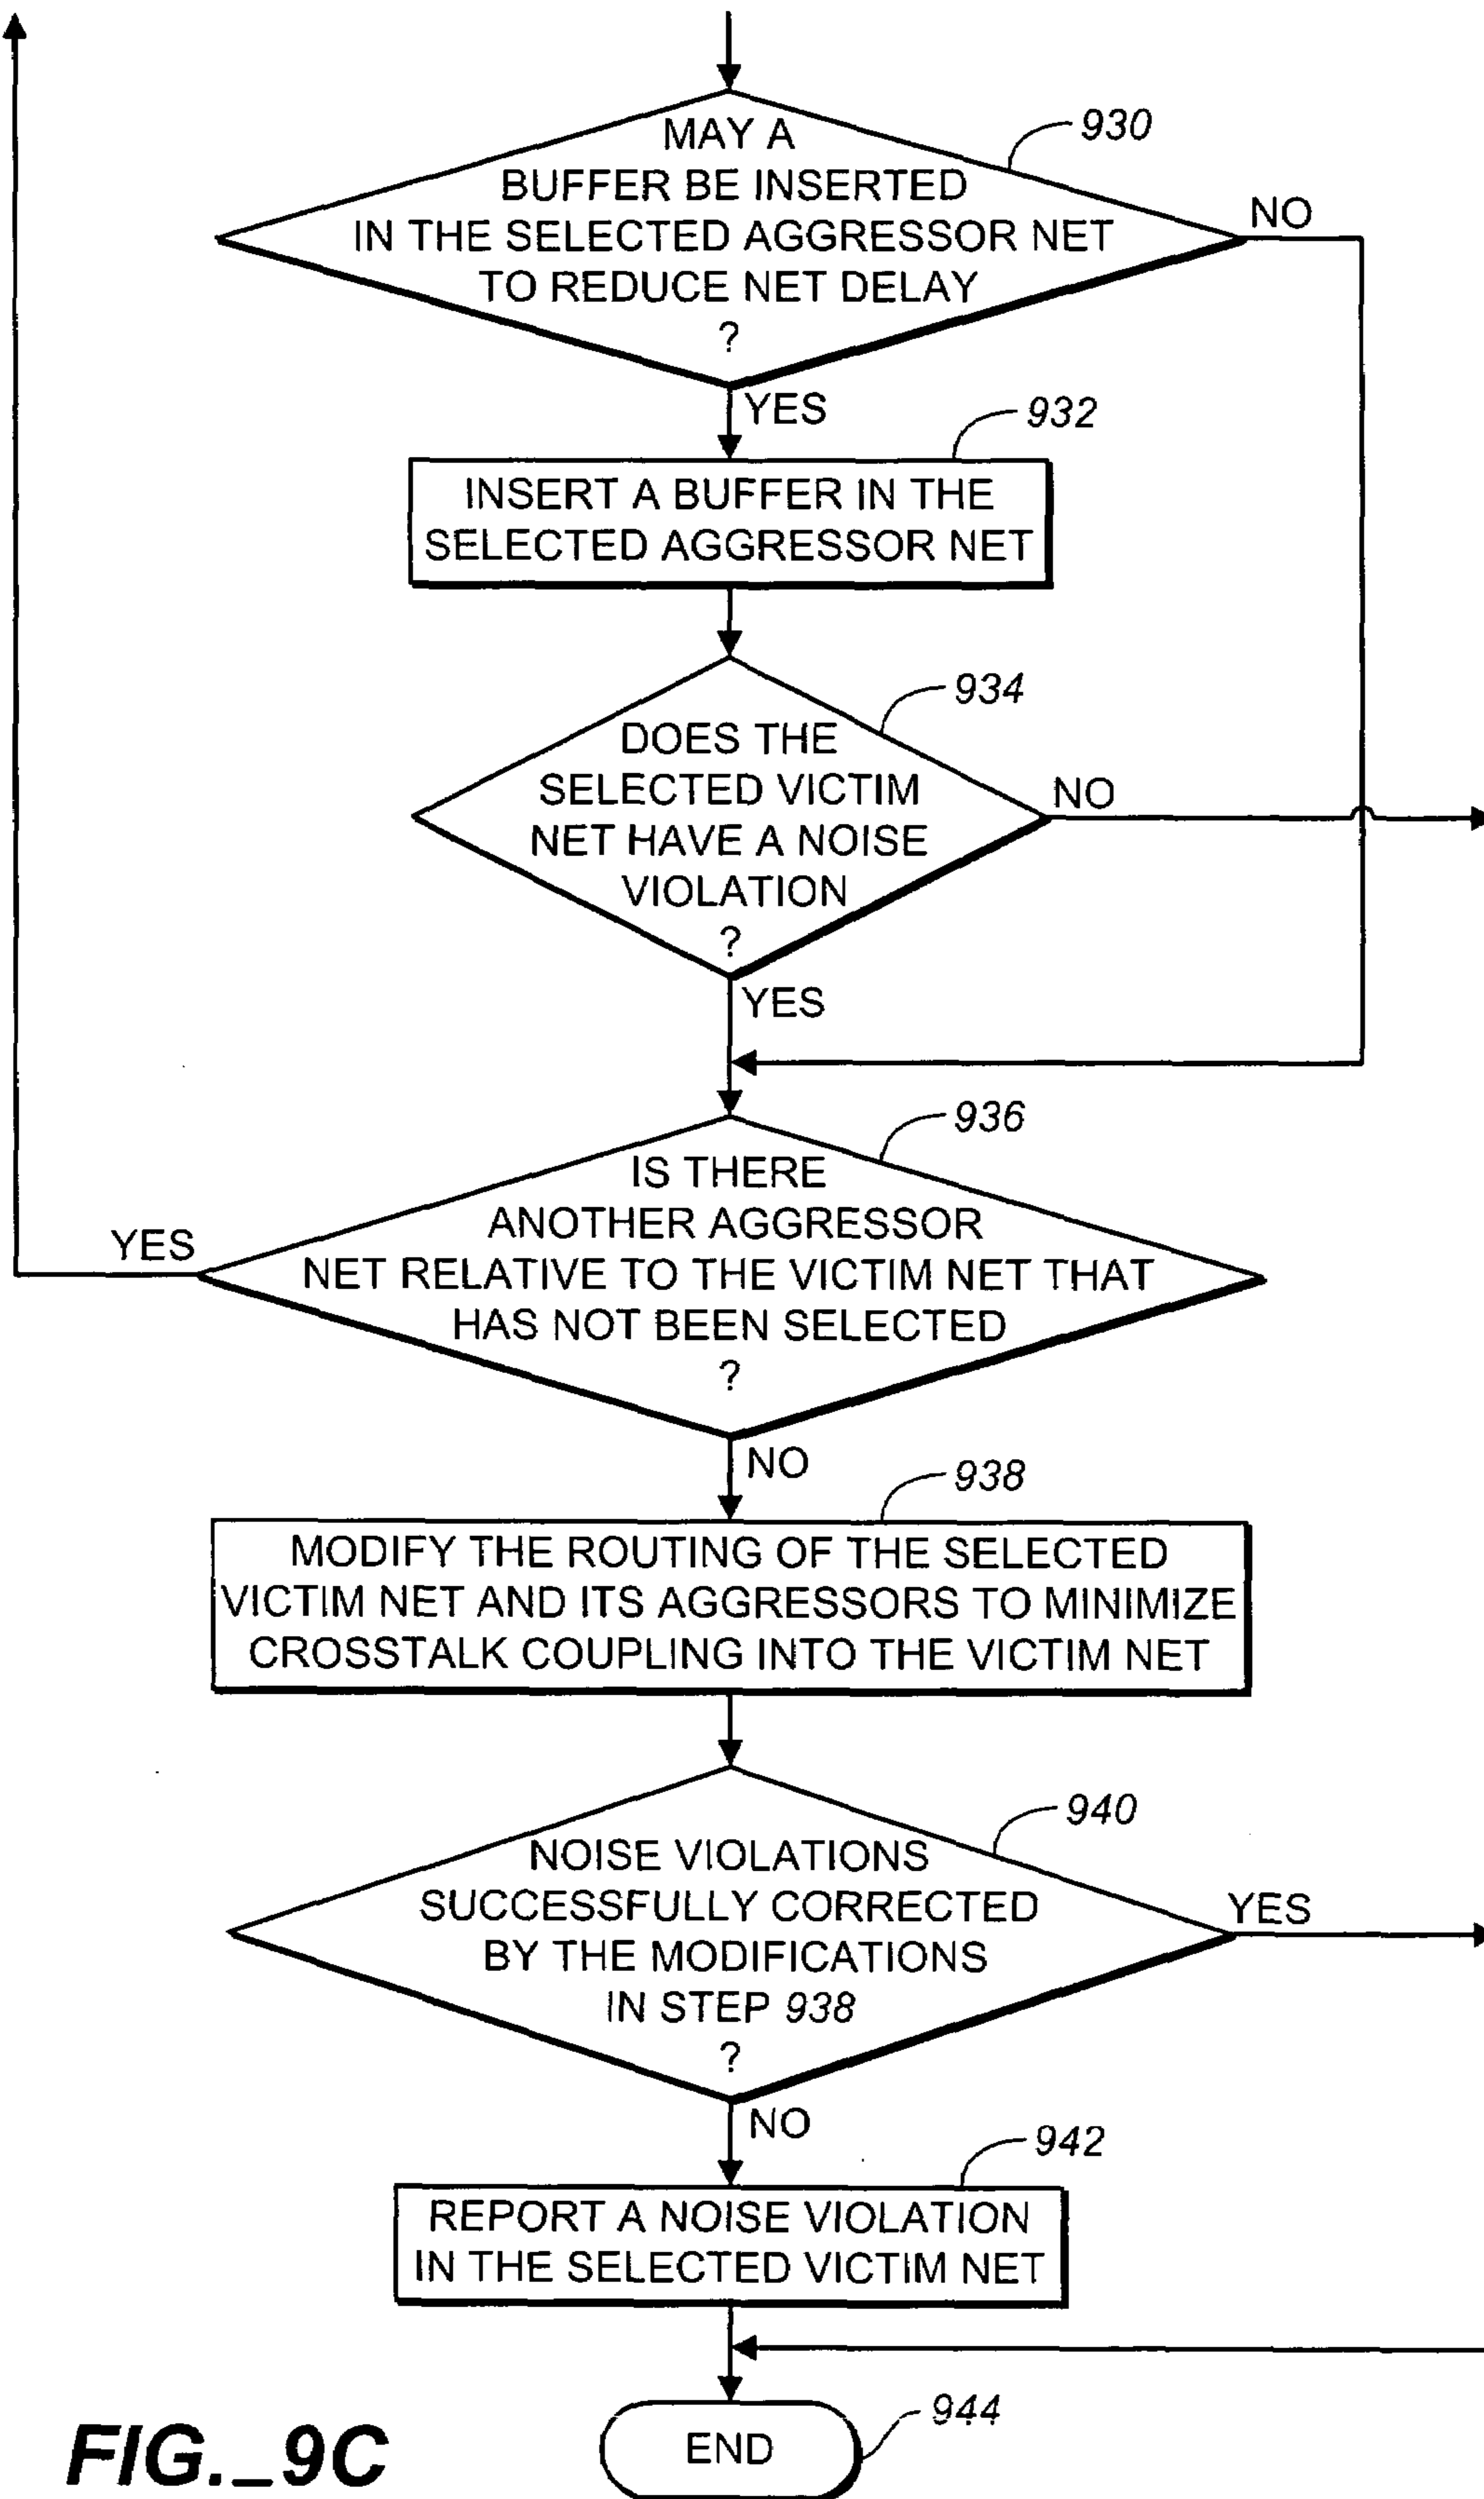 MAY A
BUFFER BE INSERTED
IN THE SELECTED AGGRESSOR NET
TO REDUCE NET DELAY
?
930
NO
YES
932
INSERT A BUFFER IN THE
SELECTED AGGRESSOR NET
934
DOES THE
SELECTED VICTIM
NET HAVE A NOISE
VIOLATION
?
NO
YES
936
IS THERE
ANOTHER AGGRESSOR
NET RELATIVE TO THE VICTIM NET THAT
HAS NOT BEEN SELECTED
?
YES
NO
938
MODIFY THE ROUTING OF THE SELECTED
VICTIM NET AND ITS AGGRESSORS TO MINIMIZE
CROSSTALK COUPLING INTO THE VICTIM NET
940
NOISE VIOLATIONS
SUCCESSFULLY CORRECTED
BY THE MODIFICATIONS
IN STEP 938
?
YES
NO
942
REPORT A NOISE VIOLATION
IN THE SELECTED VICTIM NET
944
END
FIG._9C